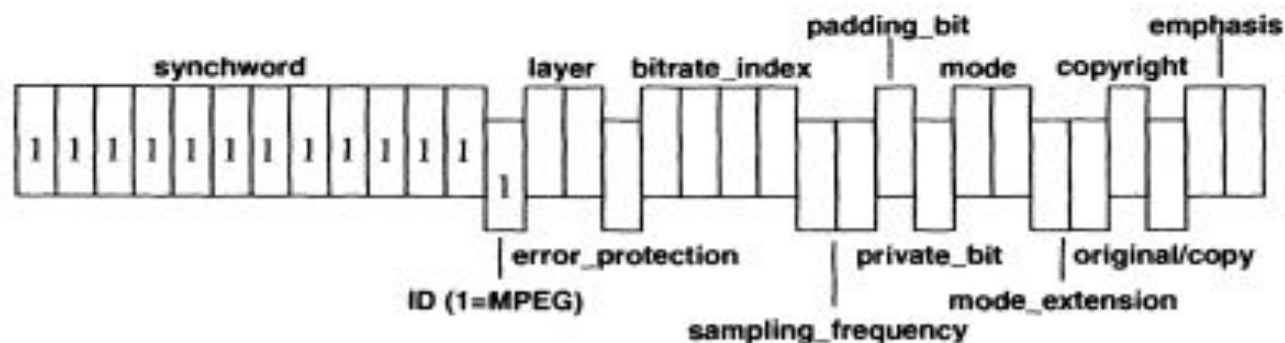 padding_bit emphasis
synchword layer bitrate_index mode copyright
1 1 1 1 1 1 1 1 1 1 1 1
1
error_protection private_bit original/copy
ID (1=MPEG) mode_extension
sampling_frequency